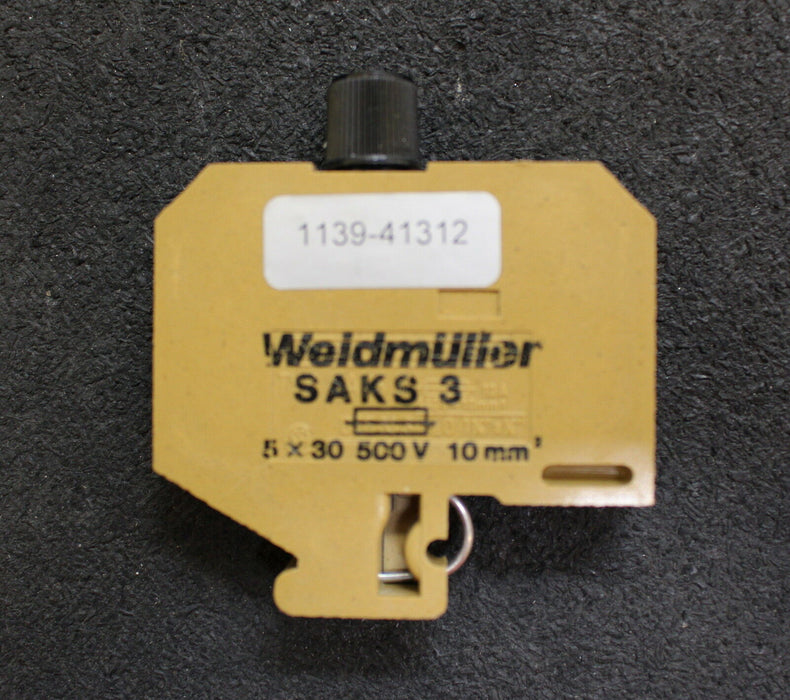 1139-41312
Weidmüller
SAKS 3
5 x 30 500 V 10 mm²